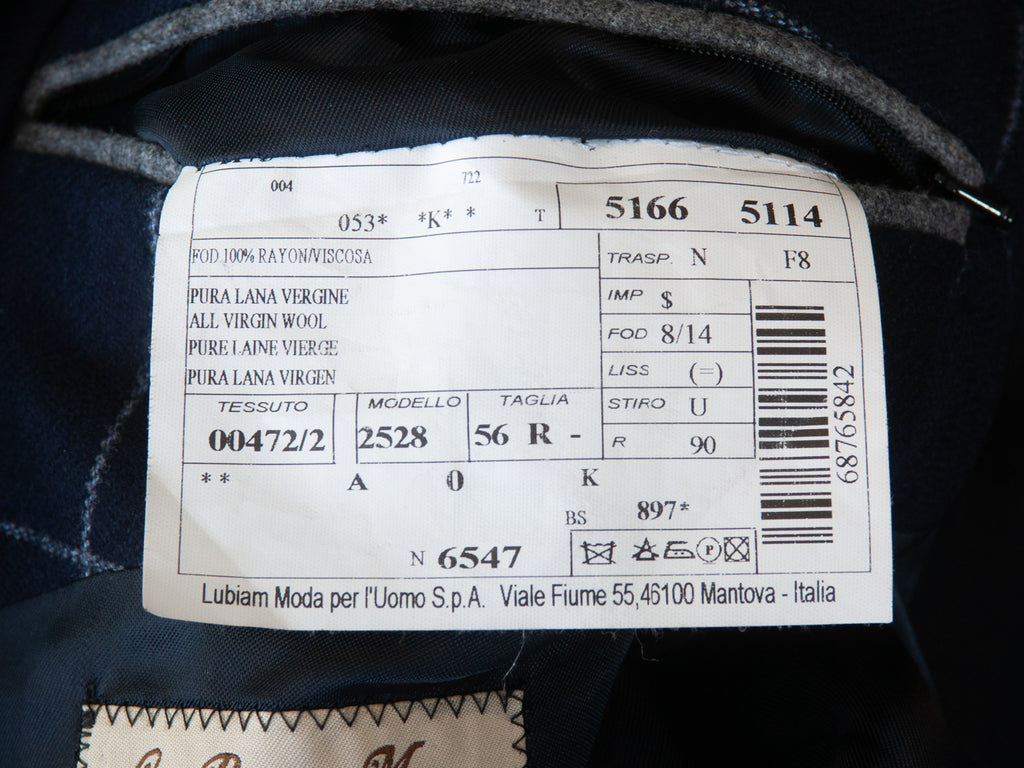 004 722
053* *K* * T 5166 5114
FOD 100% RAYON/VISCOSA
TRASP. N F8
PURA LANA VERGINE
ALL VIRGIN WOOL
PURE LAINE VIERGE
PURA LANA VIRGEN
IMP $
FOD 8/14
LISS (=)
STIRO U
R 90
68765842
TESSUTO MODELLO TAGLIA
00472/2 2528 56 R -
** A 0 K
BS 897*
N 6547
P
Lubiam Moda per l'Uomo S.p.A. Viale Fiume 55,46100 Mantova - Italia